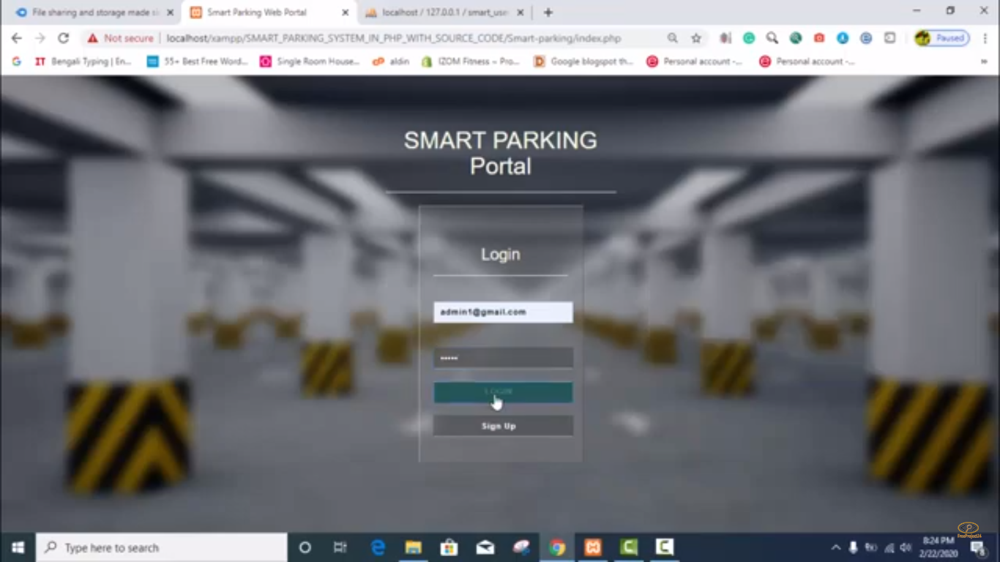 File sharing and storage made si
Smart Parking Web Portal
localhost / 127.0.0.1 / smart_use
Not secure
localhost/xampp/SMART_PARKING_SYSTEM_IN_PHP_WITH_SOURCE_CODE/Smart-parking/index.php
Paused
Bengali Typing | En...
55+ Best Free Word...
Single Room House...
aldin
IZOM Fitness – Pro...
Google blogspot th...
Personal account -...
Personal account -...
SMART PARKING
Portal
Login
admin1@gmail.com
•••••
LOGIN
Sign Up
Type here to search
8:24 PM
2/22/2020
FreeProject24